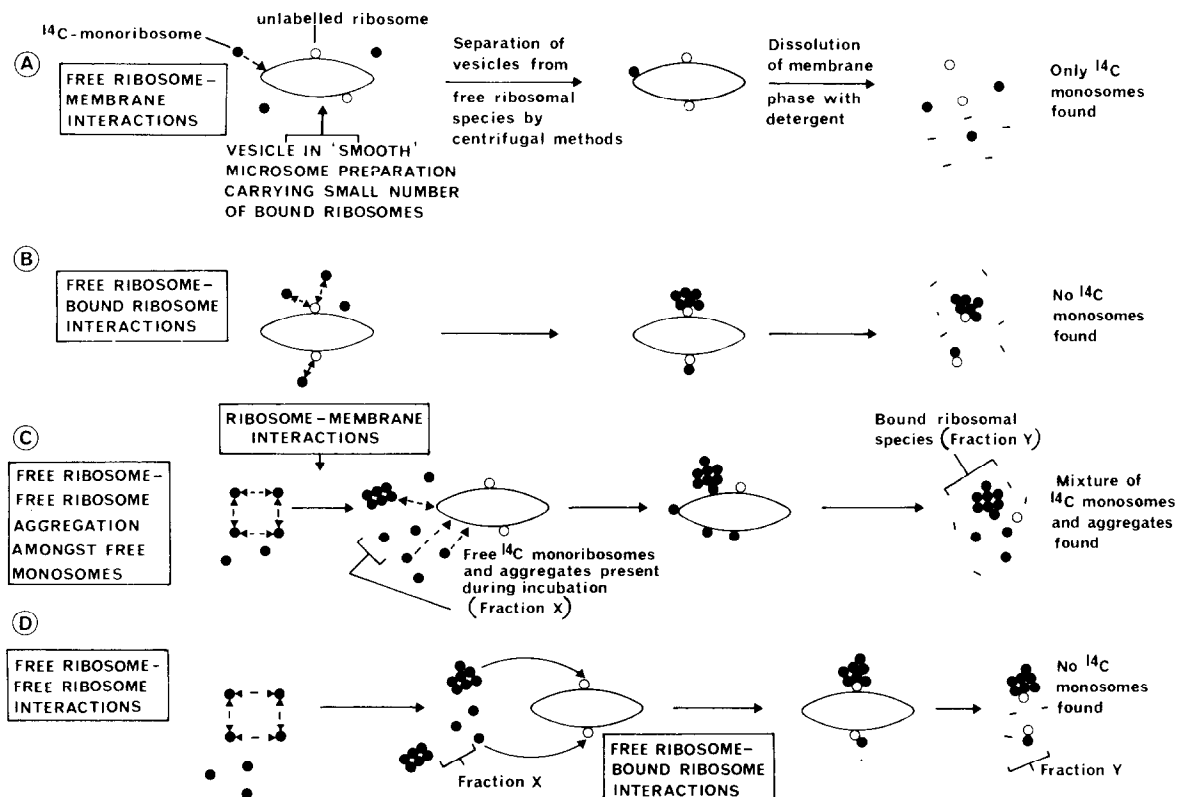 ¹⁴C-monoribosome
unlabelled ribosome
A
FREE RIBOSOME–
MEMBRANE
INTERACTIONS
VESICLE IN 'SMOOTH'
MICROSOME PREPARATION
CARRYING SMALL NUMBER
OF BOUND RIBOSOMES
Separation of
vesicles from
free ribosomal
species by
centrifugal methods
Dissolution
of membrane
phase with
detergent
Only ¹⁴C
monosomes
found
B
FREE RIBOSOME–
BOUND RIBOSOME
INTERACTIONS
No ¹⁴C
monosomes
found
C
FREE RIBOSOME–
FREE RIBOSOME
AGGREGATION
AMONGST FREE
MONOSOMES
RIBOSOME–MEMBRANE
INTERACTIONS
Free ¹⁴C monoribosomes
and aggregates present
during incubation
(Fraction X)
Bound ribosomal
species (Fraction Y)
Mixture of
¹⁴C monosomes
and aggregates
found
D
FREE RIBOSOME–
FREE RIBOSOME
INTERACTIONS
Fraction X
FREE RIBOSOME–
BOUND RIBOSOME
INTERACTIONS
No ¹⁴C
monosomes
found
Fraction Y